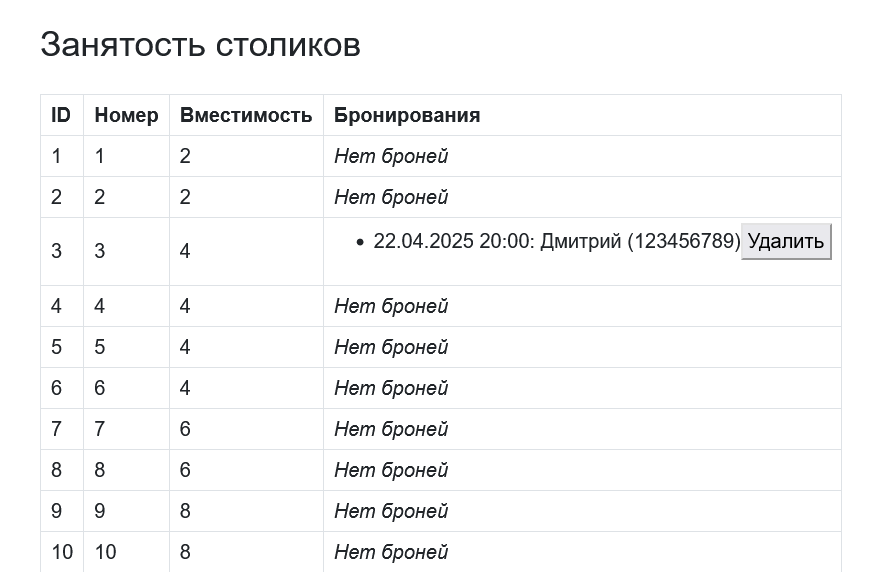 Занятость столиков
ID Номер Вместимость Бронирования
1 1 2 Нет броней
2 2 2 Нет броней
3 3 4 • 22.04.2025 20:00: Дмитрий (123456789) Удалить
4 4 4 Нет броней
5 5 4 Нет броней
6 6 4 Нет броней
7 7 6 Нет броней
8 8 6 Нет броней
9 9 8 Нет броней
10 10 8 Нет броней